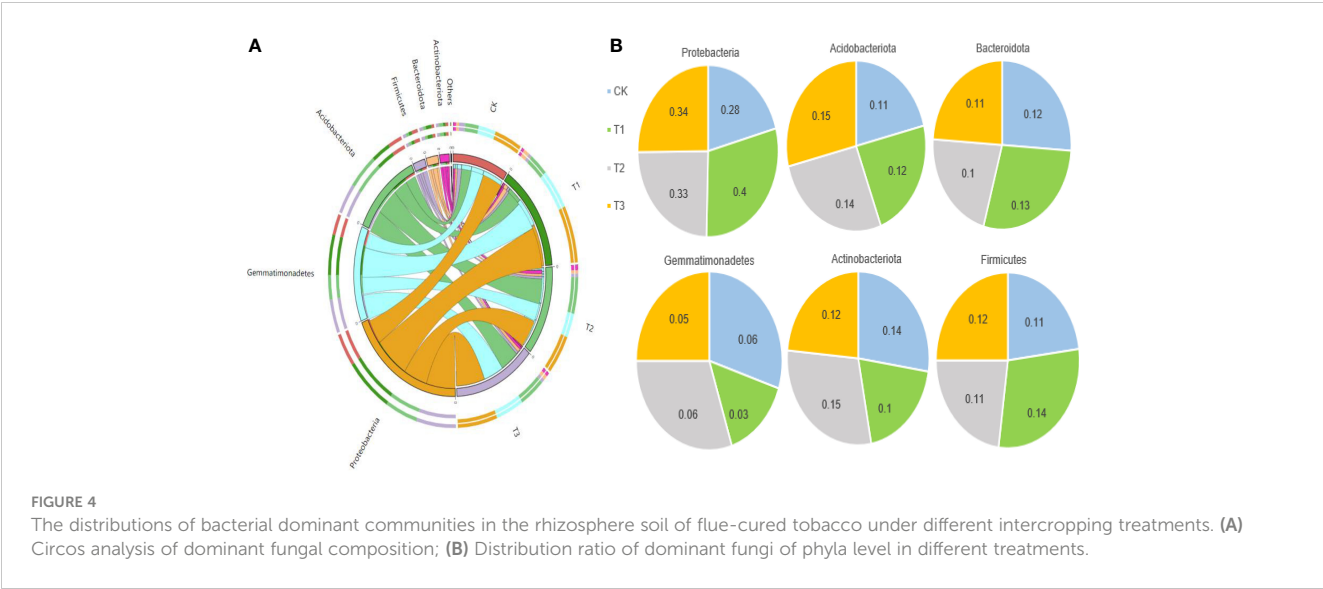 A
B
Others
Actinobacteriota
Bacteroidota
Firmicutes
Acidobacteriota
Gemmatimonadetes
Proteobacteria
CK
T1
T2
T3
CK
T1
T2
T3
Protebacteria
0.34
0.28
0.33
0.4
Acidobacteriota
0.15
0.11
0.14
0.12
Bacteroidota
0.11
0.12
0.1
0.13
Gemmatimonadetes
0.05
0.06
0.06
0.03
Actinobacteriota
0.12
0.14
0.15
0.1
Firmicutes
0.12
0.11
0.11
0.14
FIGURE 4
The distributions of bacterial dominant communities in the rhizosphere soil of flue-cured tobacco under different intercropping treatments. (A)
Circos analysis of dominant fungal composition; (B) Distribution ratio of dominant fungi of phyla level in different treatments.